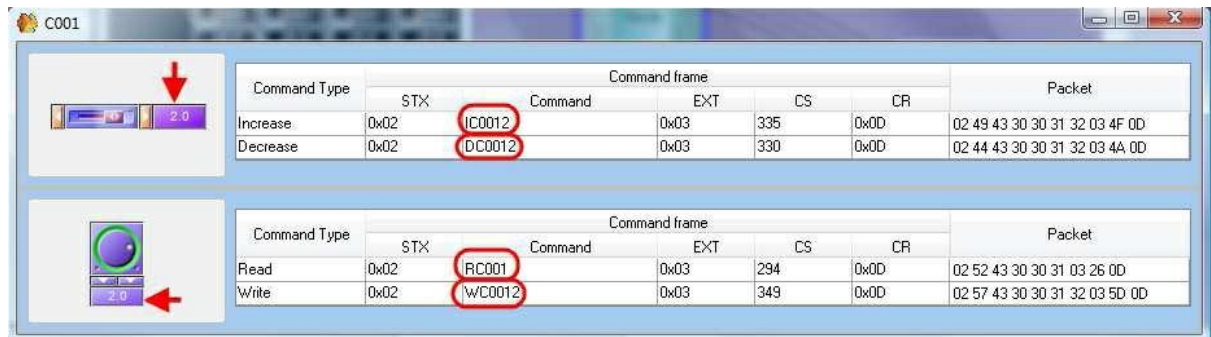 C001
Command Type Command frame Packet
STX Command EXT CS CR
2.0
Increase 0x02 IC0012 0x03 335 0x0D 02 49 43 30 30 31 32 03 4F 0D
Decrease 0x02 DC0012 0x03 330 0x0D 02 44 43 30 30 31 32 03 4A 0D
Command Type Command frame Packet
STX Command EXT CS CR
Read 0x02 RC001 0x03 294 0x0D 02 52 43 30 30 31 03 26 0D
2.0
Write 0x02 WC0012 0x03 349 0x0D 02 57 43 30 30 31 32 03 5D 0D